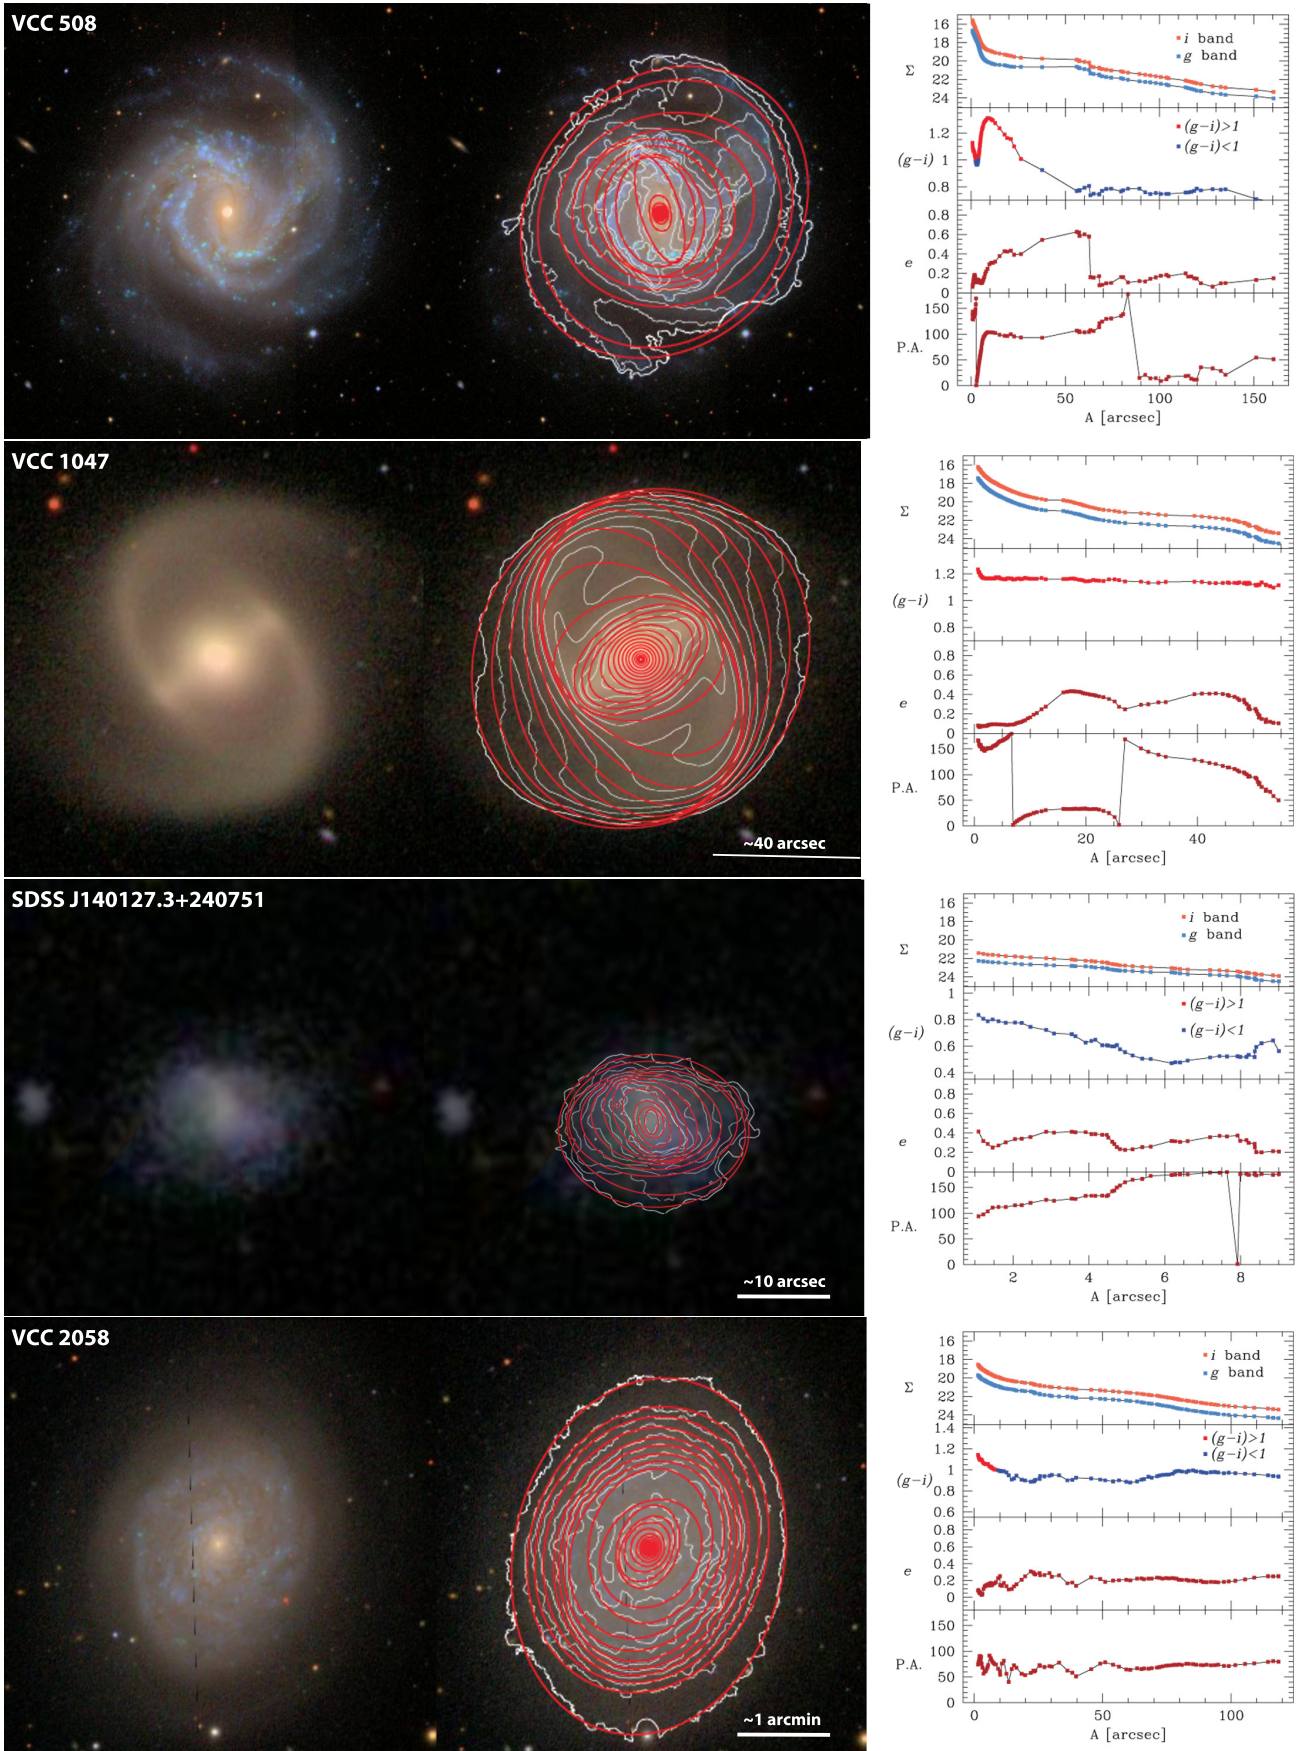 VCC 508
16
18
20
22
24
Σ
i band
g band
1.2
1
0.8
(g-i)
(g-i)>1
(g-i)<1
0.8
0.6
0.4
0.2
0
e
150
100
50
0
P.A.
0 50 100 150
A [arcsec]
VCC 1047
~40 arcsec
16
18
20
22
24
Σ
1.2
1
0.8
(g-i)
0.8
0.6
0.4
0.2
0
e
150
100
50
0
P.A.
0 20 40
A [arcsec]
SDSS J140127.3+240751
~10 arcsec
16
18
20
22
24
Σ
i band
g band
1
0.8
0.6
0.4
(g-i)
(g-i)>1
(g-i)<1
0.8
0.6
0.4
0.2
0
e
150
100
50
0
P.A.
2 4 6 8
A [arcsec]
VCC 2058
~1 arcmin
16
18
20
22
24
Σ
i band
g band
1.4
1.2
1
0.8
0.6
(g-i)
(g-i)>1
(g-i)<1
0.8
0.6
0.4
0.2
0
e
150
100
50
0
P.A.
0 50 100
A [arcsec]